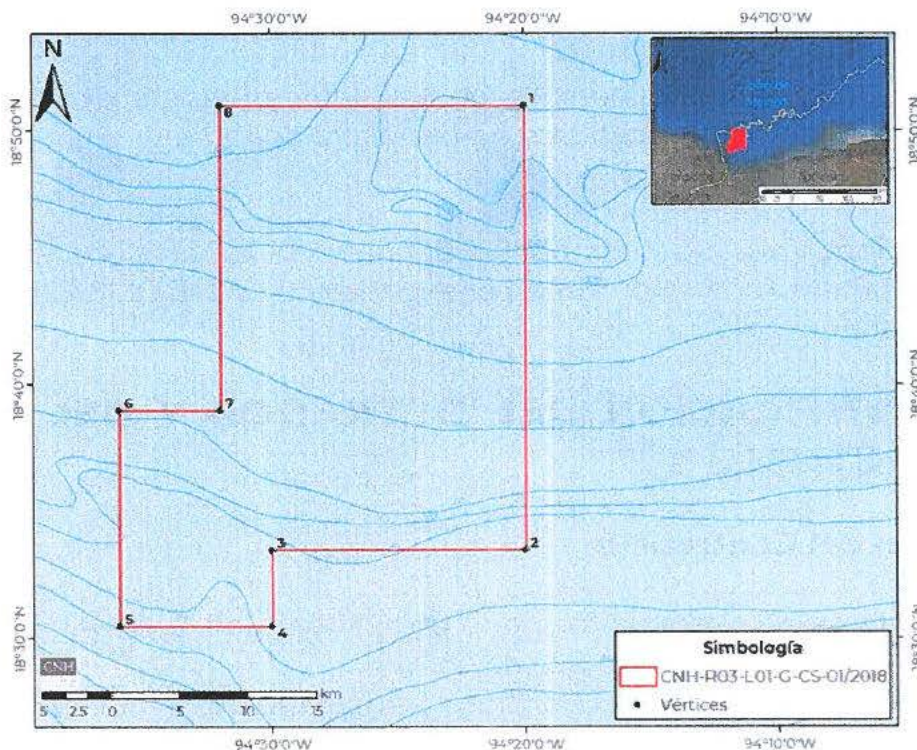 94°30'0"W 94°20'0"W 94°10'0"W
N
8 1
18°50'0"N 18°50'0"N
18°40'0"N 18°40'0"N
6 7
3 2
5 4
18°30'0"N 18°30'0"N
Simbología
CNH-R03-L01-G-CS-01/2018
Vértices
CNH
km
5 2.5 0 5 10 15
94°30'0"W 94°20'0"W 94°10'0"W